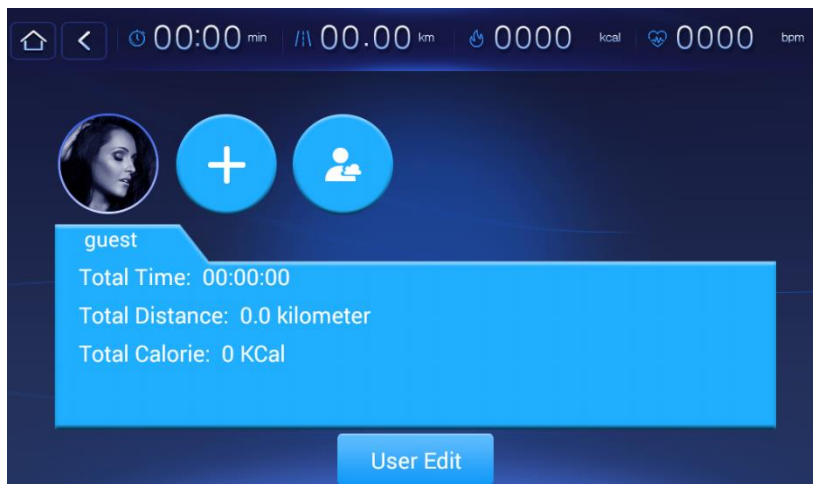 00:00 min 00.00 km 0000 kcal 0000 bpm
guest
Total Time: 00:00:00
Total Distance: 0.0 kilometer
Total Calorie: 0 KCal
User Edit